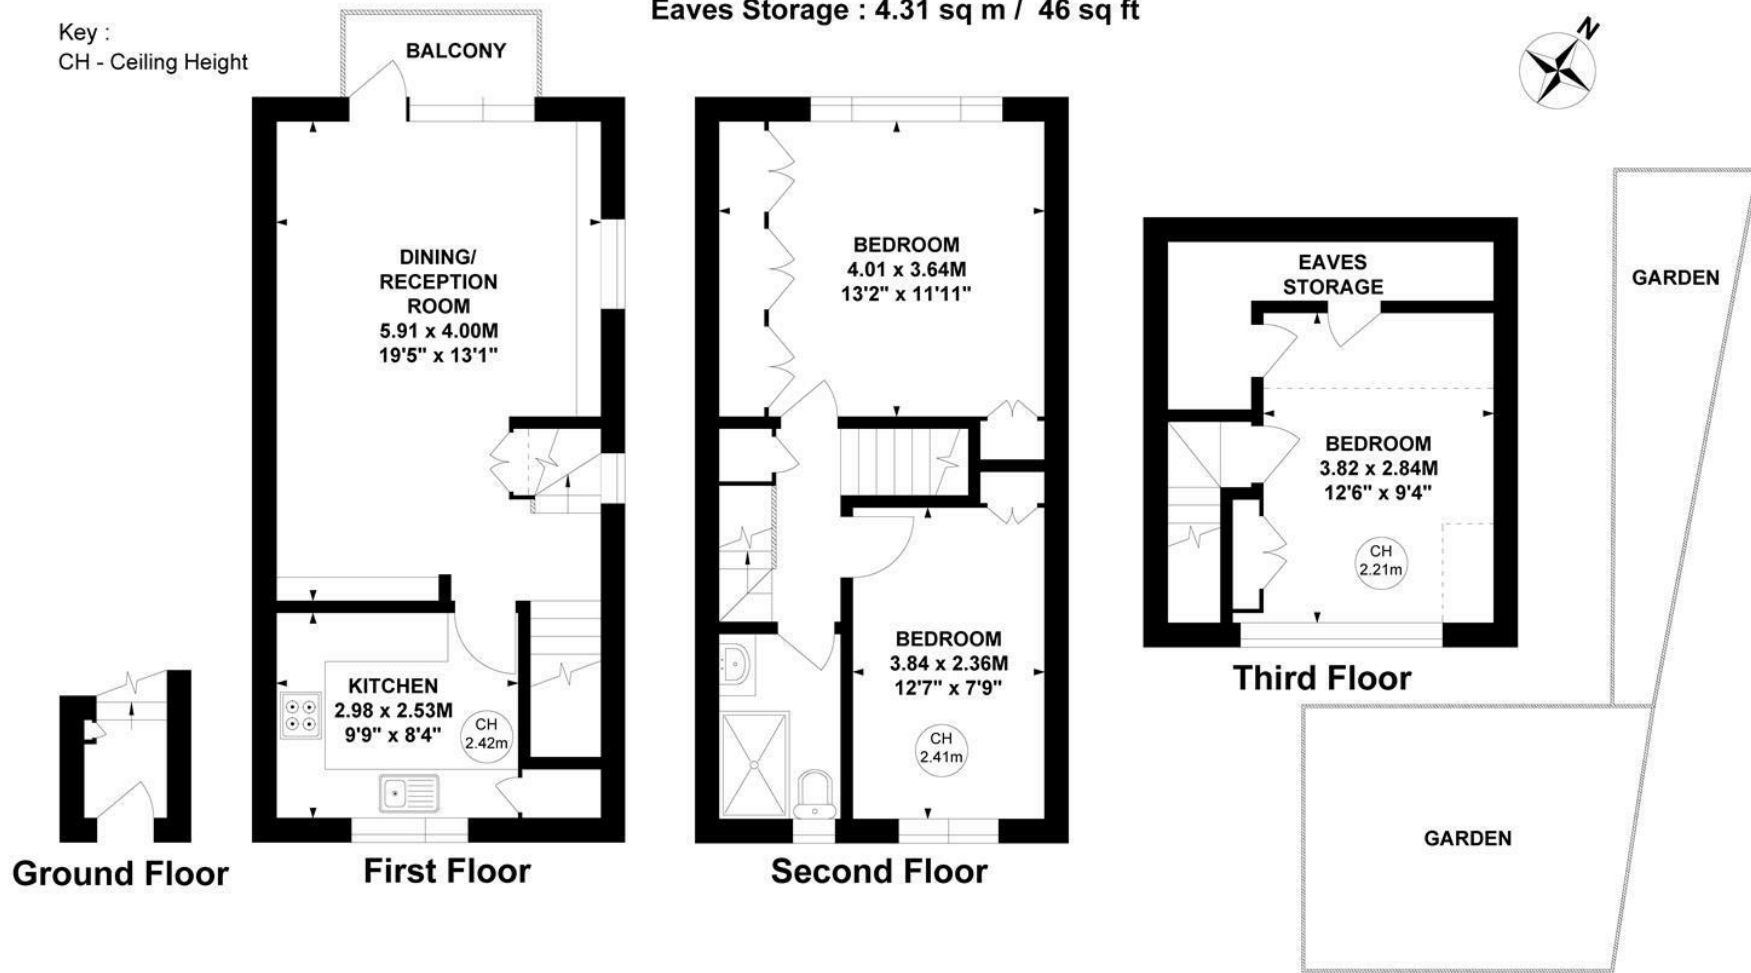 Eaves Storage : 4.31 sq m / 46 sq ft
Key :
CH - Ceiling Height
N
BALCONY
DINING/
RECEPTION
ROOM
5.91 x 4.00M
19'5" x 13'1"
KITCHEN
2.98 x 2.53M
9'9" x 8'4"
CH
2.42m
BEDROOM
4.01 x 3.64M
13'2" x 11'11"
BEDROOM
3.84 x 2.36M
12'7" x 7'9"
CH
2.41m
EAVES
STORAGE
BEDROOM
3.82 x 2.84M
12'6" x 9'4"
CH
2.21m
GARDEN
GARDEN
Ground Floor
First Floor
Second Floor
Third Floor